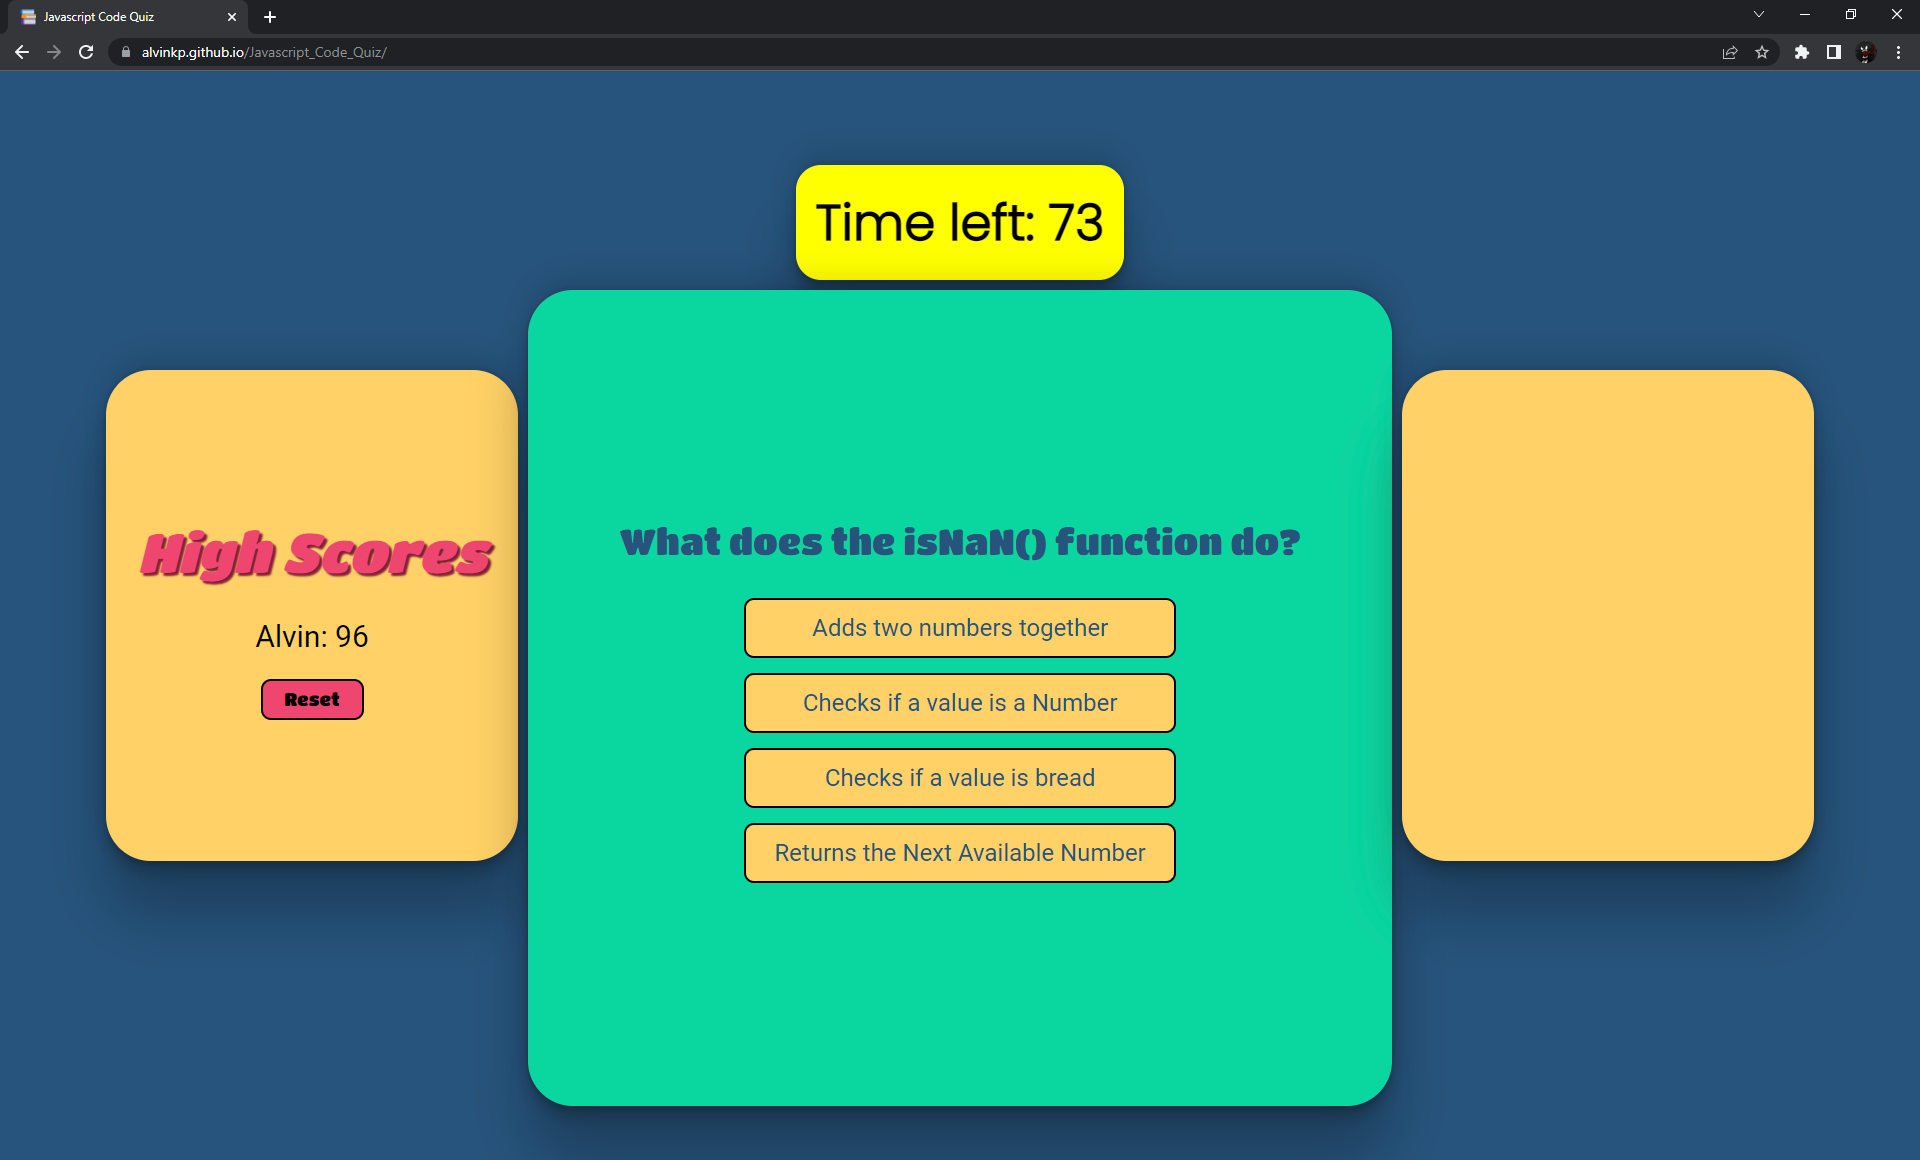 Javascript Code Quiz
alvinkp.github.io/Javascript_Code_Quiz/
Time left: 73
High Scores
Alvin: 96
Reset
What does the isNaN() function do?
Adds two numbers together
Checks if a value is a Number
Checks if a value is bread
Returns the Next Available Number